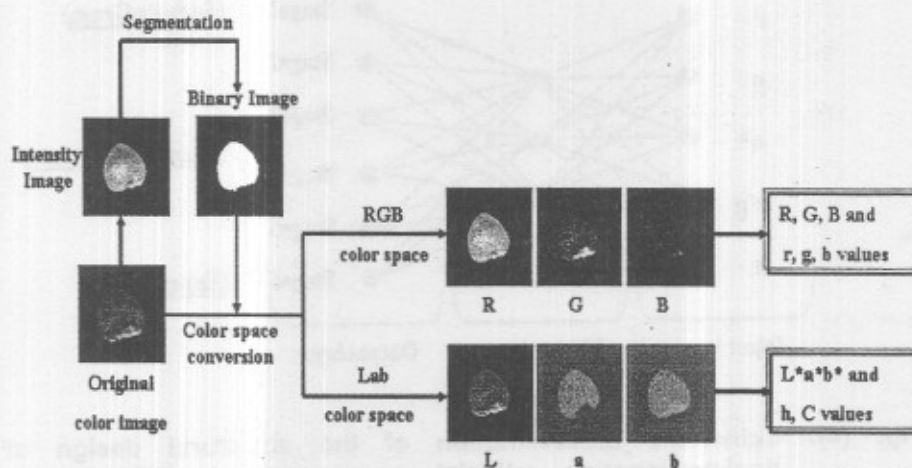 Segmentation
Binary Image
Intensity
Image
RGB
color space
R, G, B and
r, g, b values
R
G
B
Color space
conversion
Original
color image
Lab
color space
L*a*b* and
h, C values
L
a
b